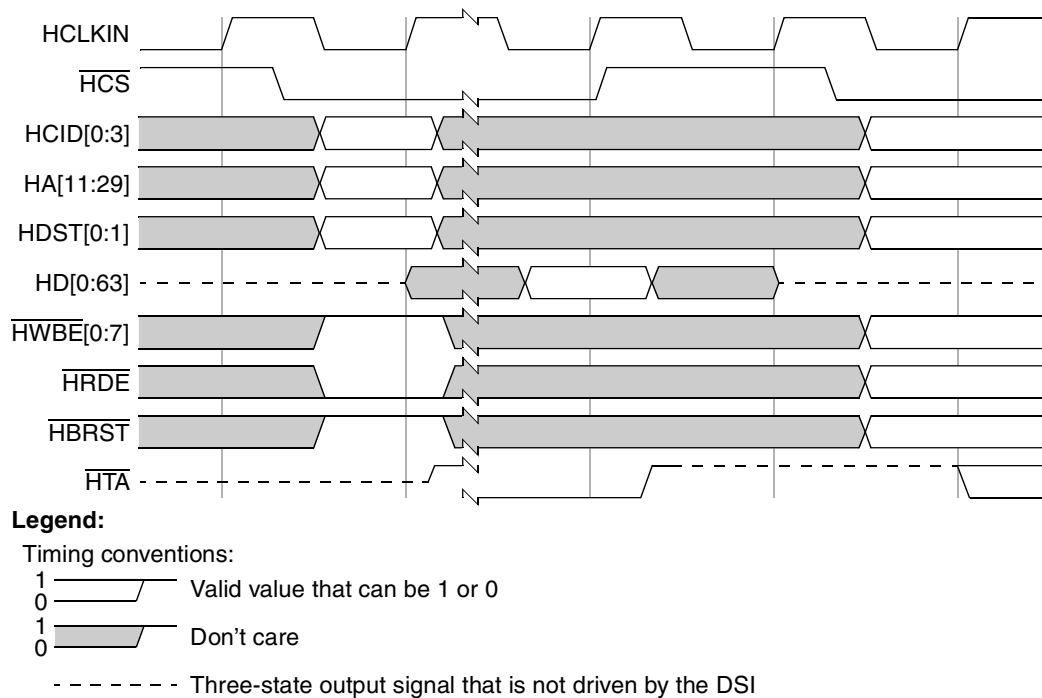 HCLKIN
HCS
HCID[0:3]
HA[11:29]
HDST[0:1]
HD[0:63]
HWBE[0:7]
HRDE
HBRST
HTA
Legend:
Timing conventions:
1
0
Valid value that can be 1 or 0
1
0
Don't care
Three-state output signal that is not driven by the DSI